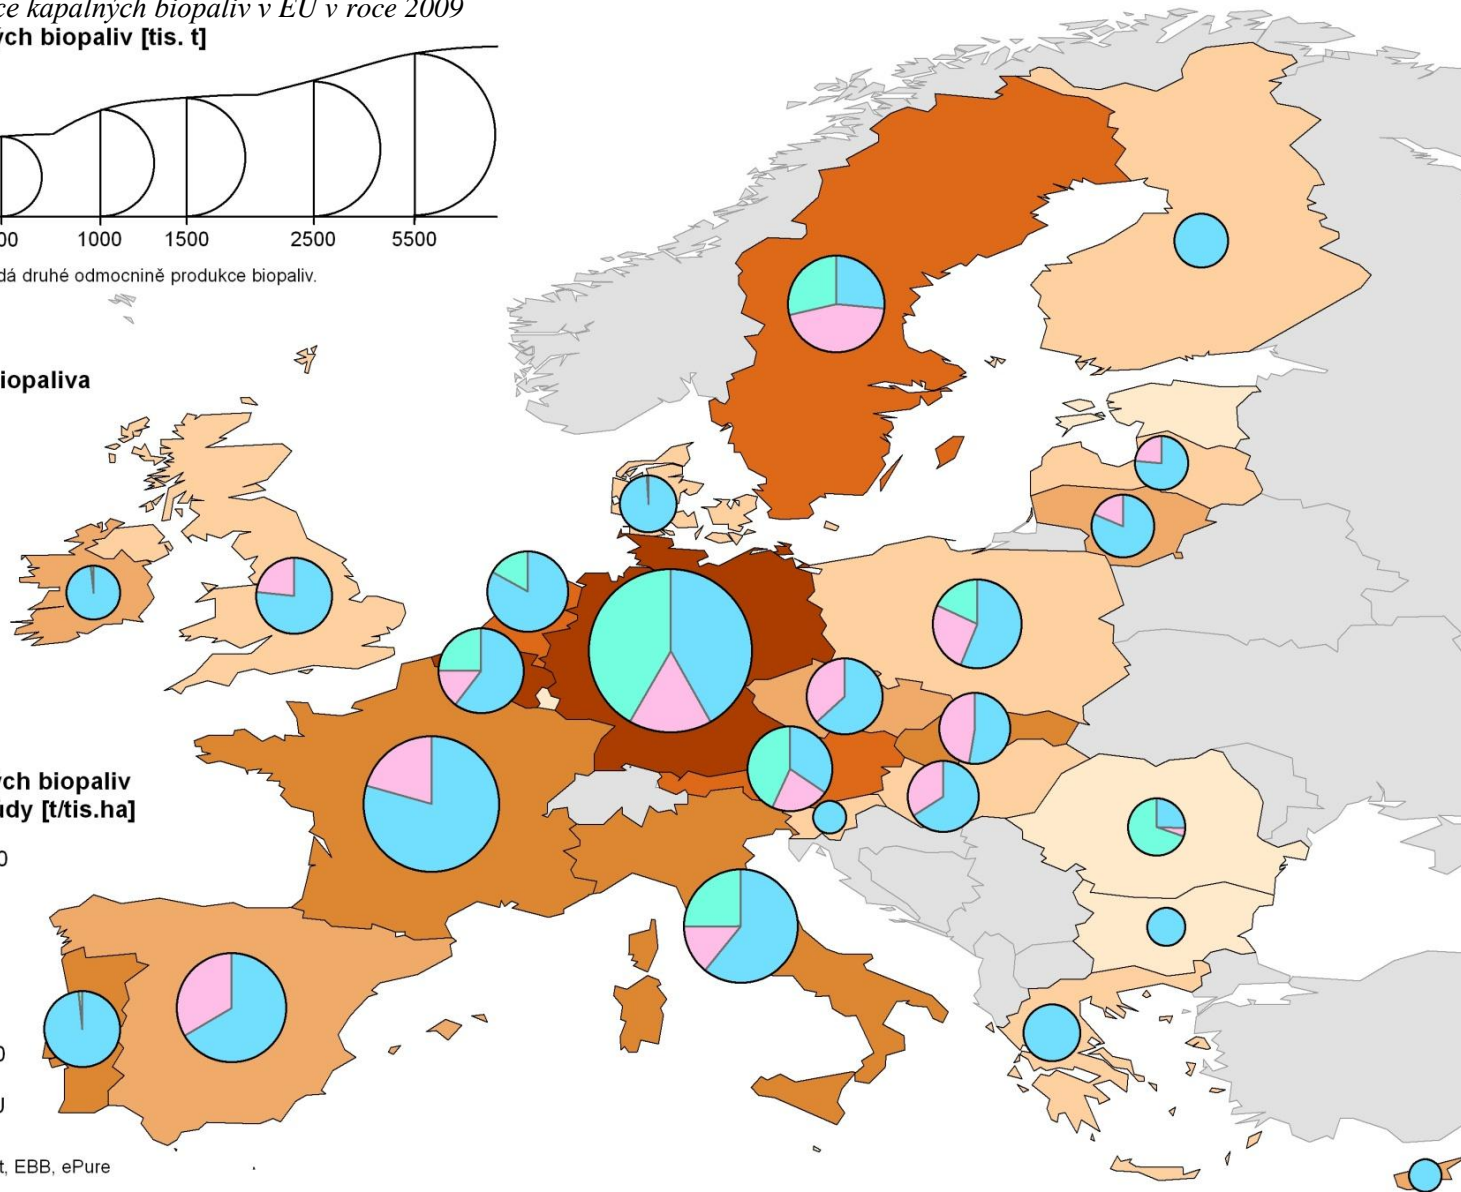 ce kapalných biopaliv v EU v roce 2009
ých biopaliv [tis. t]
00 1000 1500 2500 5500
dá druhé odmocnině produkce biopaliv.
iopaliva
ch biopaliv
ůdy [t/tis.ha]
0
0
U
t, EBB, ePure